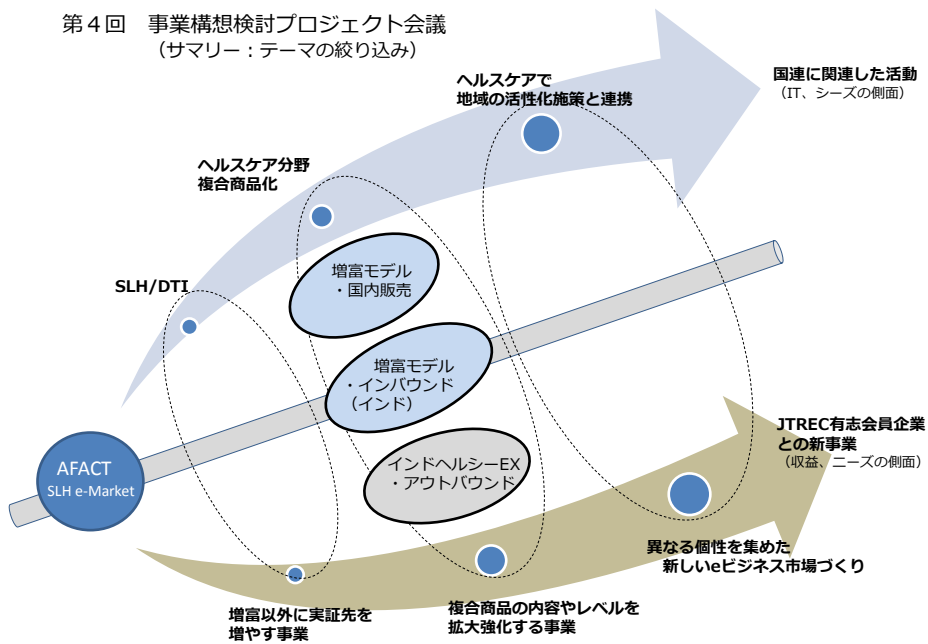 第４回　事業構想検討プロジェクト会議
（サマリー：テーマの絞り込み）
ヘルスケアで
地域の活性化施策と連携
国連に関連した活動
（IT、シーズの側面）
ヘルスケア分野
複合商品化
SLH/DTI
増富モデル
・国内販売
増富モデル
・インバウンド
（インド）
インドヘルシーEX
・アウトバウンド
AFACT
SLH e-Market
JTREC有志会員企業
との新事業
（収益、ニーズの側面）
異なる個性を集めた
新しいeビジネス市場づくり
増富以外に実証先を
増やす事業
複合商品の内容やレベルを
拡大強化する事業